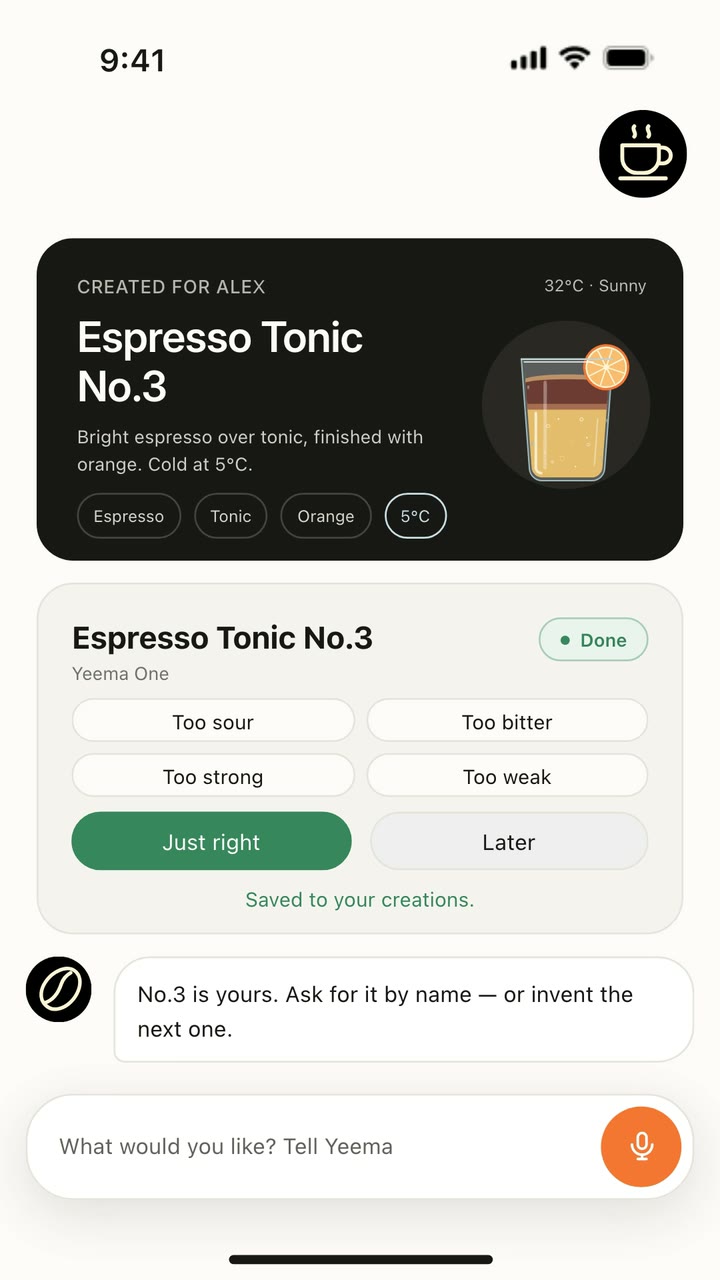 9:41
CREATED FOR ALEX
32°C · Sunny
Espresso Tonic
No.3
Bright espresso over tonic, finished with
orange. Cold at 5°C.
Espresso
Tonic
Orange
5°C
Espresso Tonic No.3
Done
Yeema One
Too sour
Too bitter
Too strong
Too weak
Just right
Later
Saved to your creations.
No.3 is yours. Ask for it by name — or invent the
next one.
What would you like? Tell Yeema